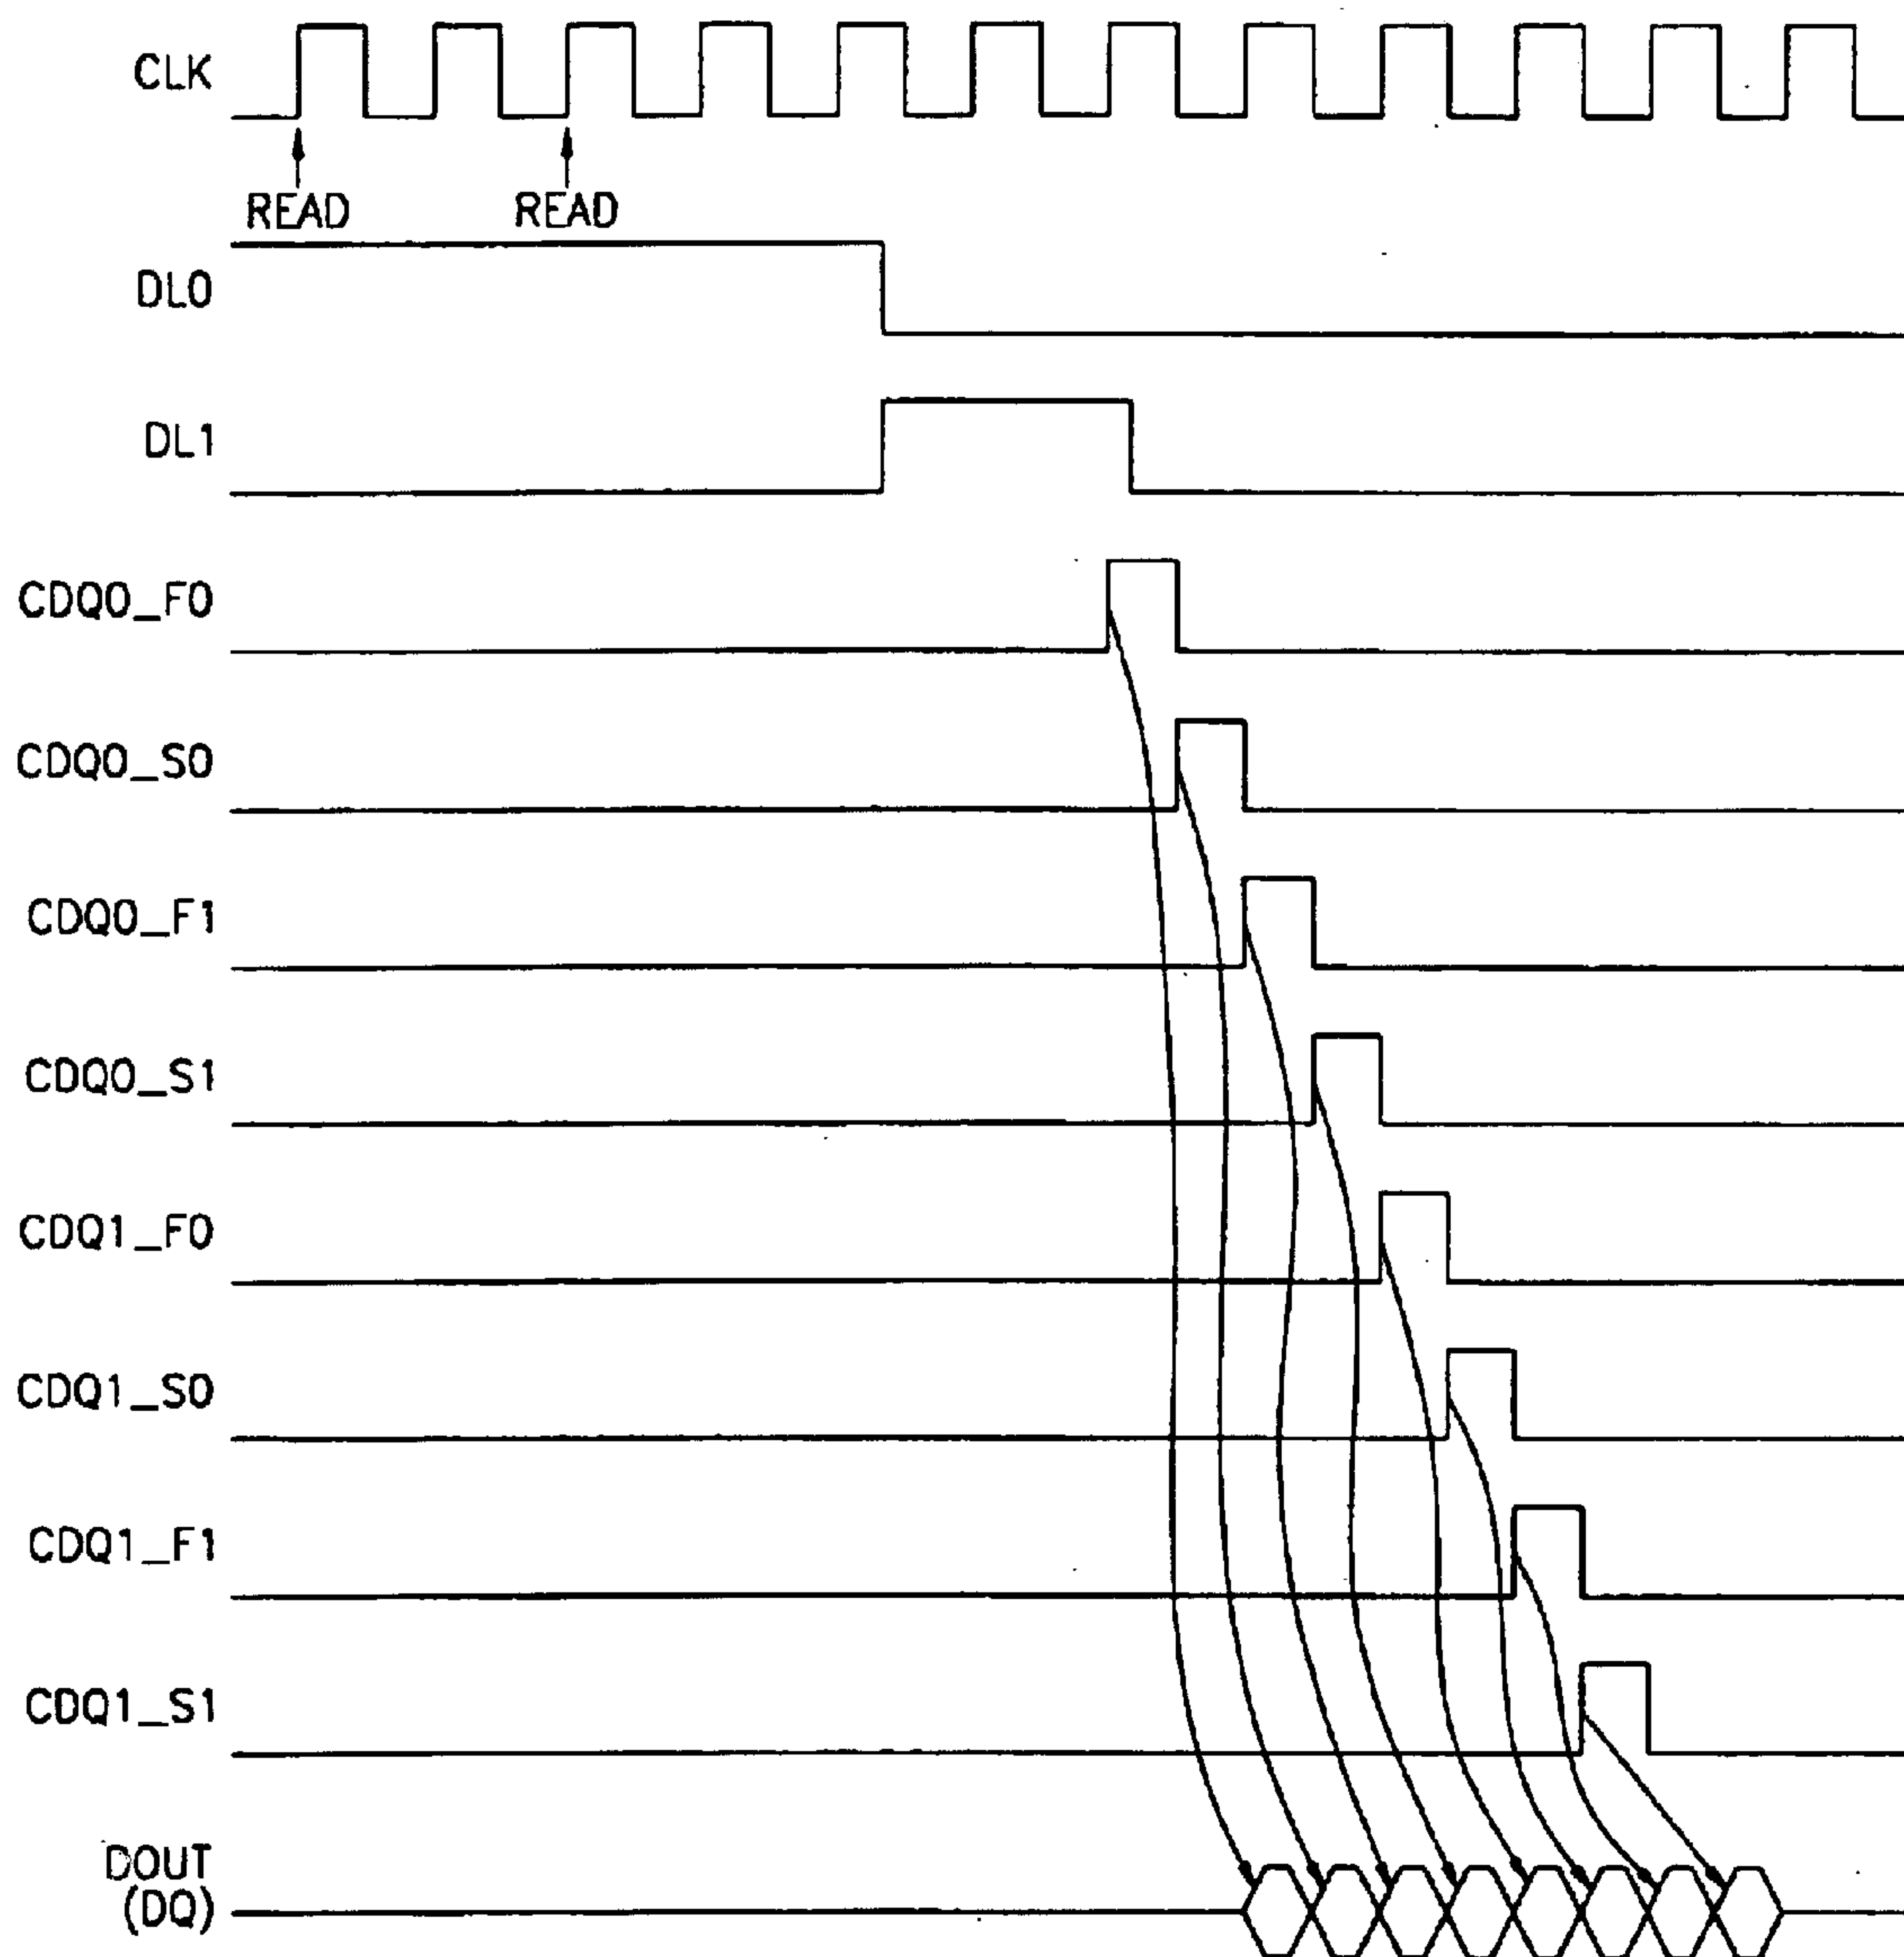 CLK
READ READ
DL0
DL1
CDQ0_F0
CDQ0_S0
CDQ0_F1
CDQ0_S1
CDQ1_F0
CDQ1_S0
CDQ1_F1
CDQ1_S1
DOUT
(DQ)